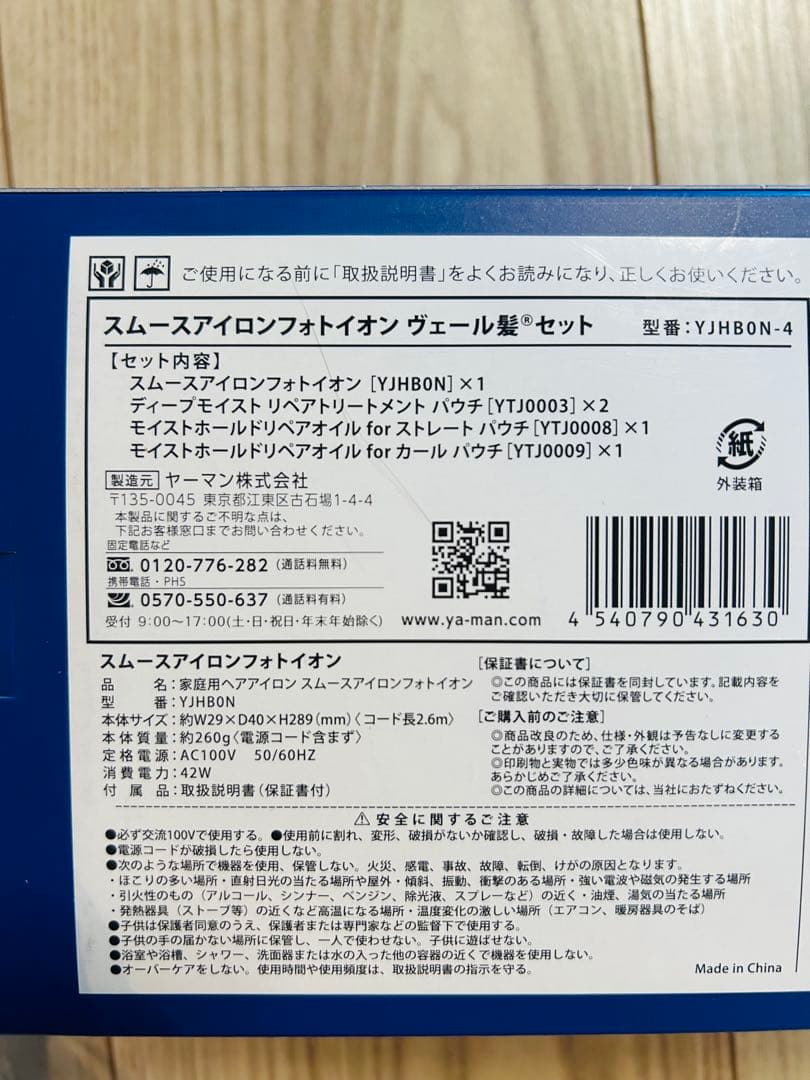 ご使用になる前に「取扱説明書」をよくお読みになり、正しくお使いください。
スムースアイロンフォトイオン ヴェール髪®セット 型番：YJHB0N-4
【セット内容】
スムースアイロンフォトイオン［YJHB0N］×1
ディープモイスト リペアトリートメント パウチ［YTJ0003］×2
モイストホールドリペアオイル for ストレート パウチ［YTJ0008］×1
モイストホールドリペアオイル for カール パウチ［YTJ0009］×1
紙
外装箱
製造元 ヤーマン株式会社
〒135-0045 東京都江東区古石場1-4-4
本製品に関するご不明な点は、
下記お客様窓口までお問い合わせください。
固定電話など
0120-776-282（通話料無料）
携帯電話・PHS
0570-550-637（通話料有料）
受付 9:00～17:00(土・日・祝日・年末年始除く)
www.ya-man.com
4 540790 431630
スムースアイロンフォトイオン
品 名：家庭用ヘアアイロン スムースアイロンフォトイオン
型 番：YJHB0N
本体サイズ：約W29×D40×H289（mm）〈コード長2.6m〉
本体質量：約260g〈電源コード含まず〉
定格電源：AC100V 50/60HZ
消費電力：42W
付属品：取扱説明書（保証書付）
［保証書について］
◎この商品には保証書を同封しています。記載内容を
ご確認いただき大切に保管してください。
［ご購入前のご注意］
◎商品改良のため、仕様・外観は予告なしに変更する
ことがありますので、ご了承ください。
◎印刷物と実物では多少色味が異なる場合があります。
あらかじめご了承ください。
◎この商品の詳細については、当社におたずねください。
⚠ 安全に関するご注意
●必ず交流100Vで使用する。●使用前に割れ、変形、破損がないか確認し、破損・故障した場合は使用しない。
●電源コードが破損したら使用しない。
●次のような場所で機器を使用、保管しない。火災、感電、事故、故障、転倒、けがの原因となります。
・ほこりの多い場所・直射日光の当たる場所や屋外・傾斜、振動、衝撃のある場所・強い電波や磁気の発生する場所
・引火性のもの（アルコール、シンナー、ベンジン、除光液、スプレーなど）の近く・油煙、湯気の当たる場所
・発熱器具（ストーブ等）の近くなど高温になる場所・温度変化の激しい場所（エアコン、暖房器具のそば）
●子供は保護者同意のうえ、保護者または専門家などの監督下で使用する。
●子供の手の届かない場所に保管し、一人で使わせない。子供に遊ばせない。
●浴室や浴槽、シャワー、洗面器または水の入った他の容器の近くで機器を使用しない。
●オーバーケアをしない。使用時間や使用頻度は、取扱説明書の指示を守る。
Made in China